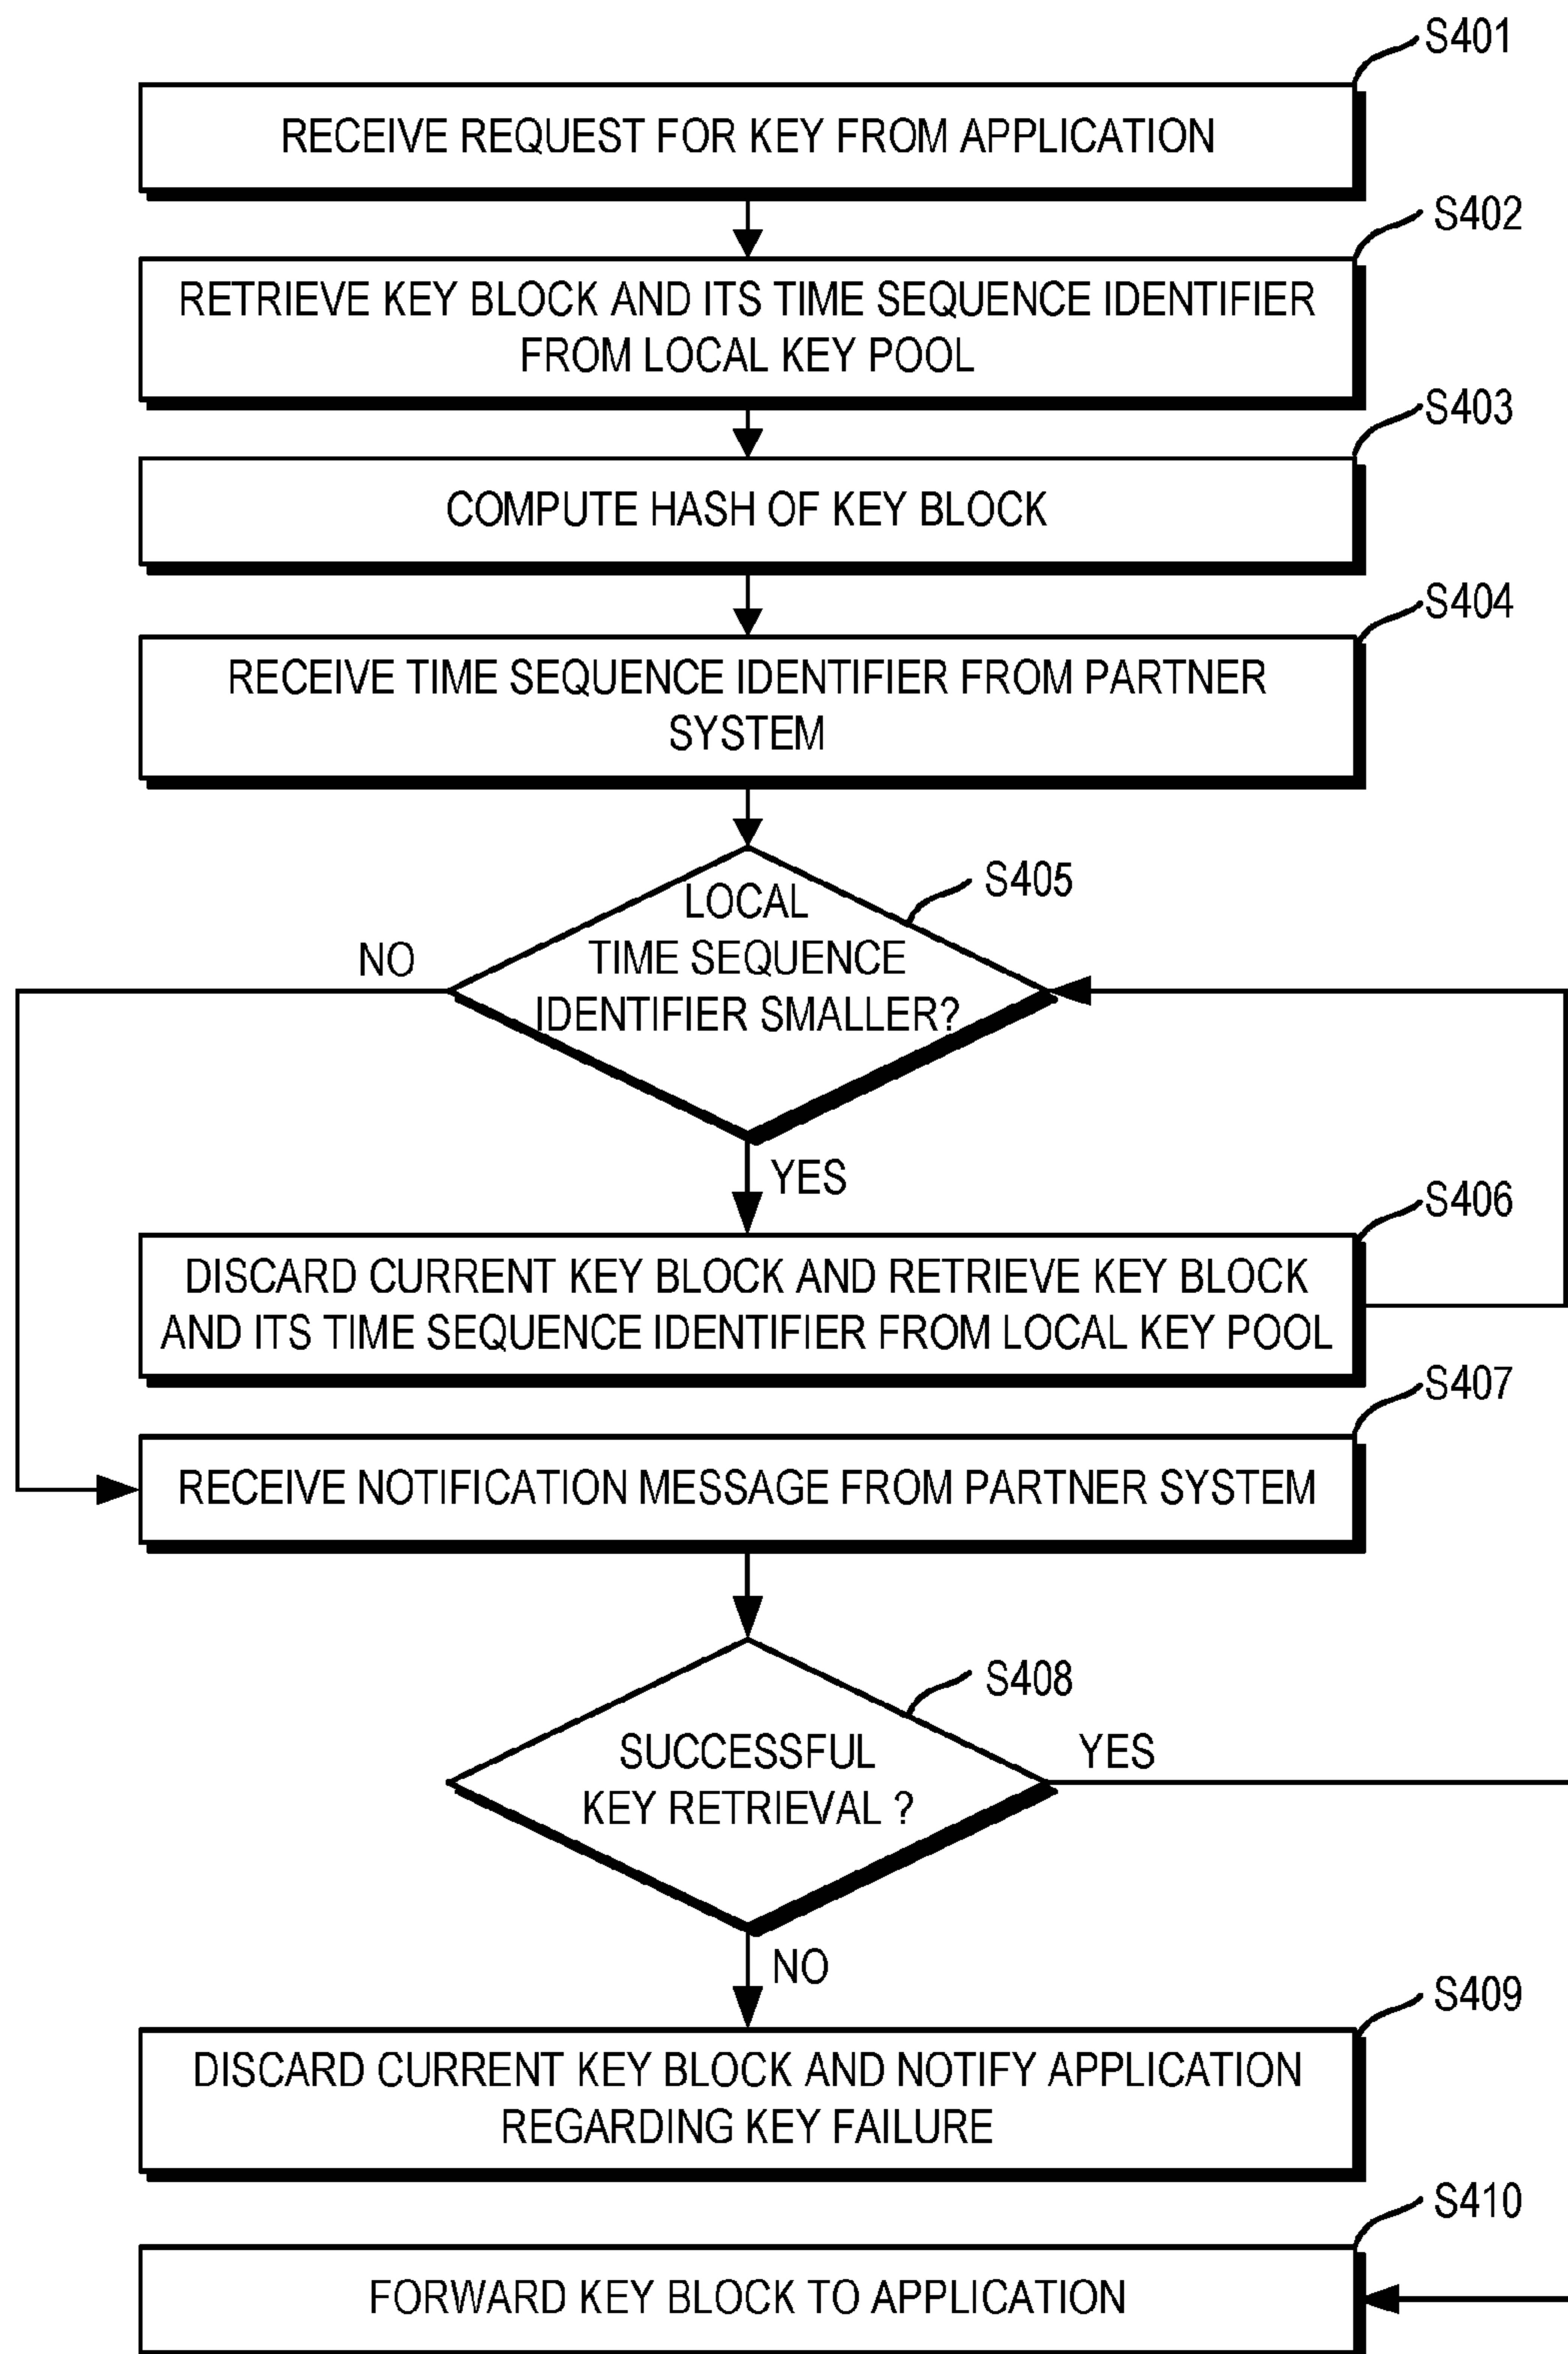 S401
RECEIVE REQUEST FOR KEY FROM APPLICATION
S402
RETRIEVE KEY BLOCK AND ITS TIME SEQUENCE IDENTIFIER
FROM LOCAL KEY POOL
S403
COMPUTE HASH OF KEY BLOCK
S404
RECEIVE TIME SEQUENCE IDENTIFIER FROM PARTNER
SYSTEM
S405
LOCAL
TIME SEQUENCE
IDENTIFIER SMALLER?
NO
YES
S406
DISCARD CURRENT KEY BLOCK AND RETRIEVE KEY BLOCK
AND ITS TIME SEQUENCE IDENTIFIER FROM LOCAL KEY POOL
S407
RECEIVE NOTIFICATION MESSAGE FROM PARTNER SYSTEM
S408
SUCCESSFUL
KEY RETRIEVAL ?
YES
NO
S409
DISCARD CURRENT KEY BLOCK AND NOTIFY APPLICATION
REGARDING KEY FAILURE
S410
FORWARD KEY BLOCK TO APPLICATION